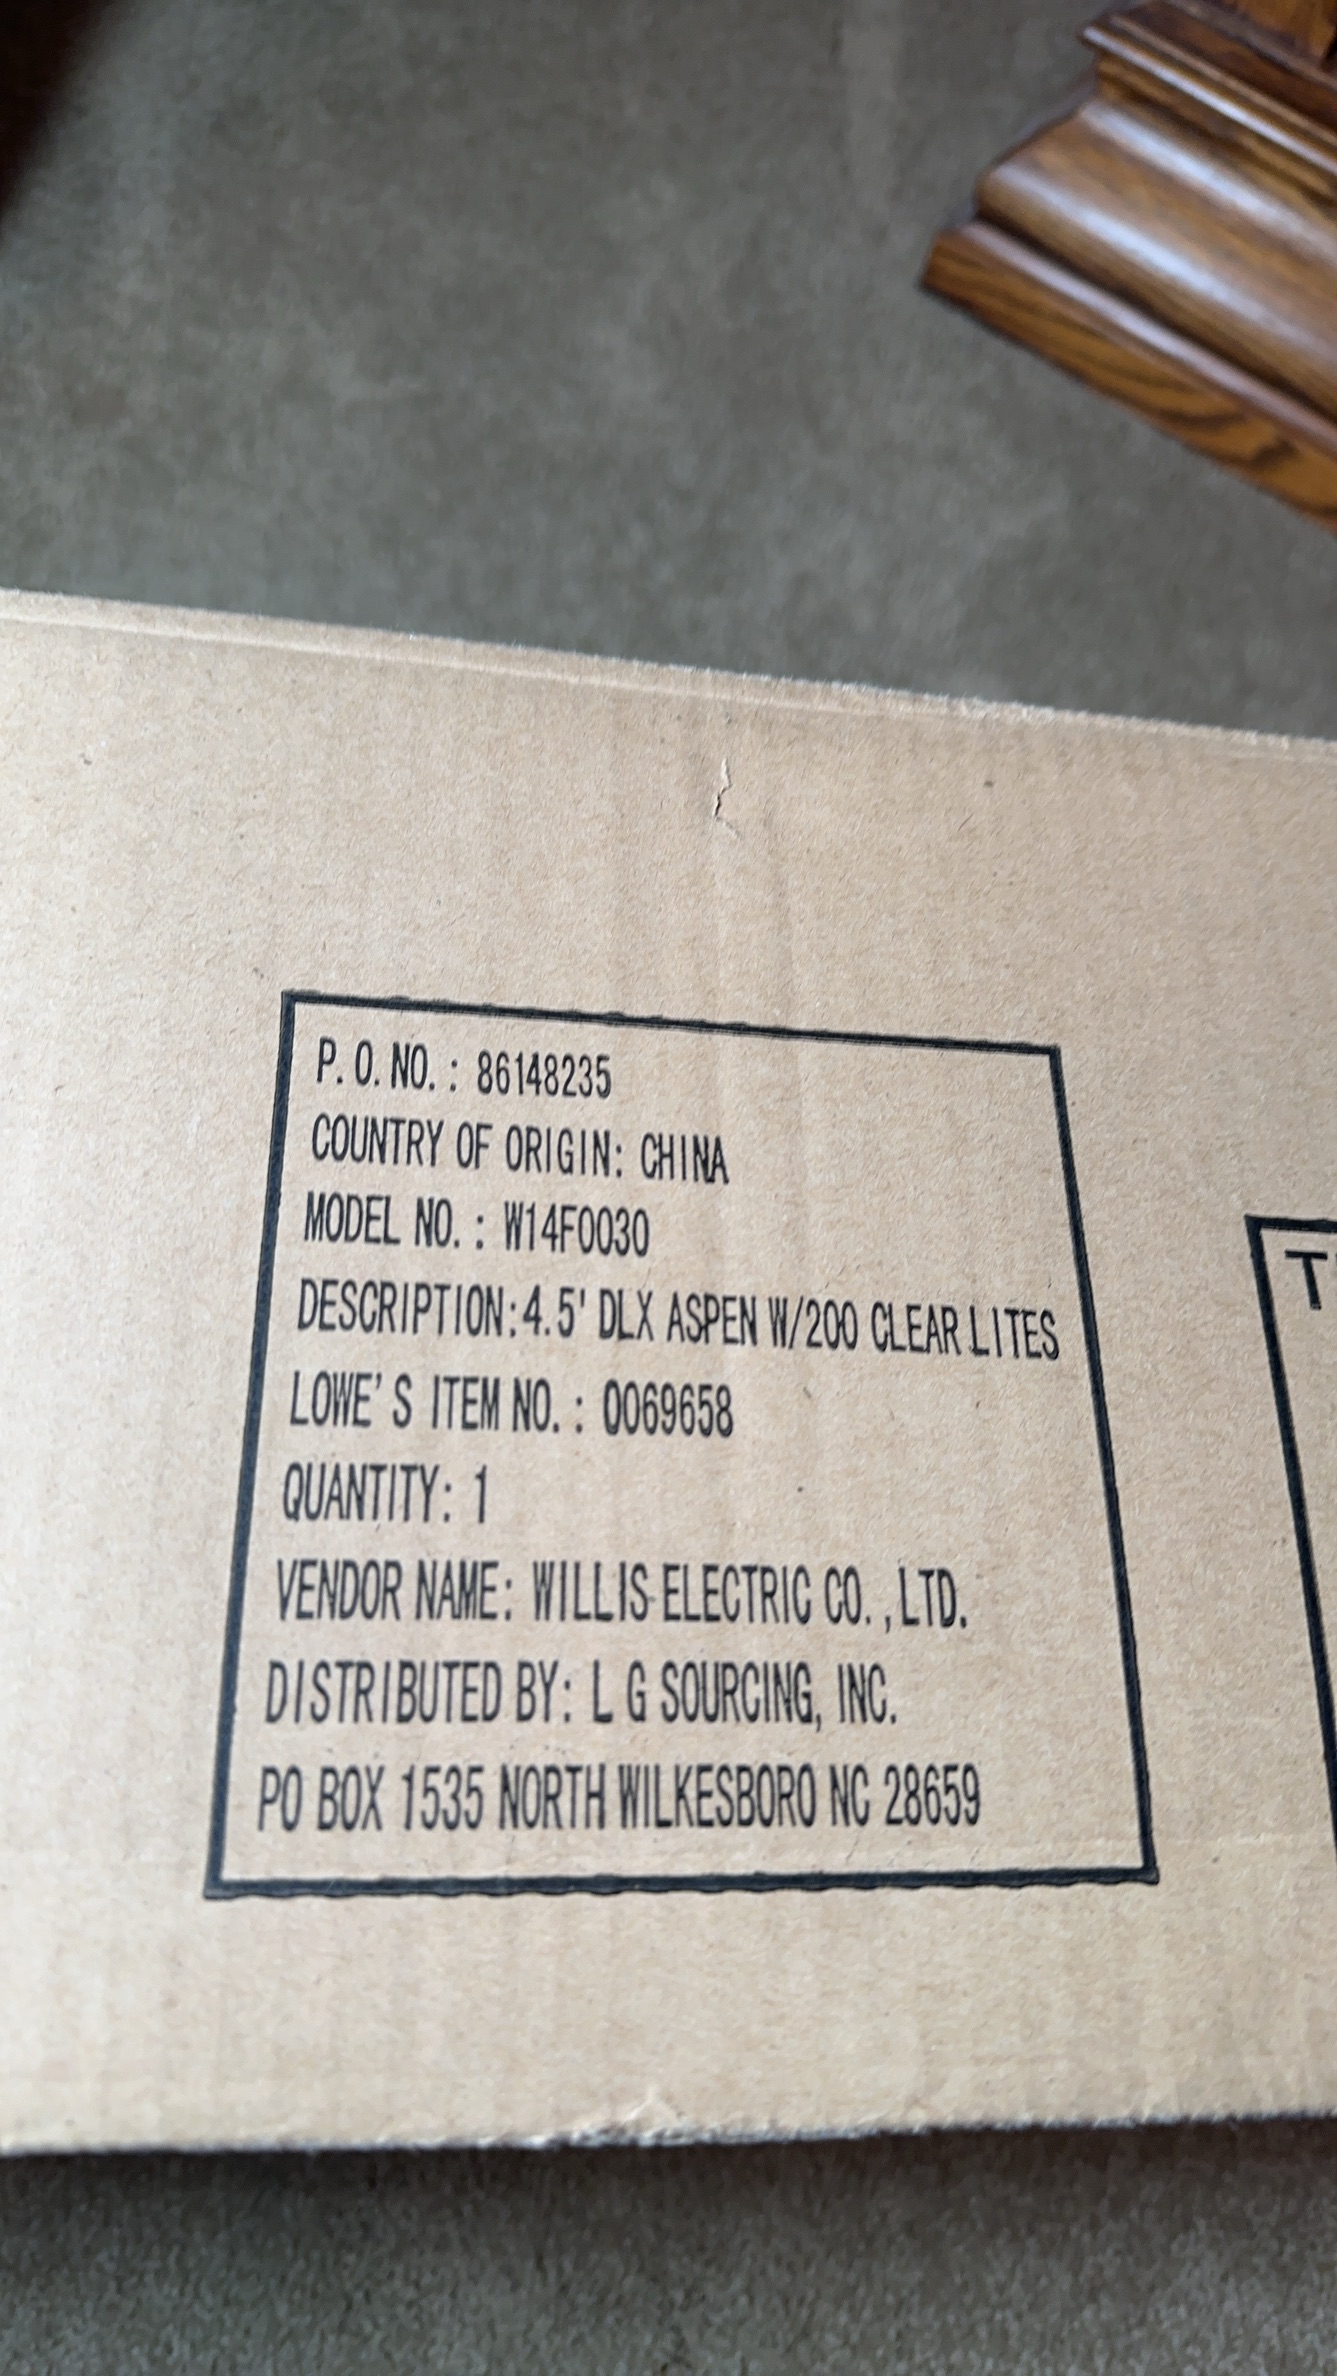 P.O. NO.: 86148235
COUNTRY OF ORIGIN: CHINA
MODEL NO.: W14F0030
DESCRIPTION: 4.5' DLX ASPEN W/200 CLEAR LITES
LOWE'S ITEM NO.: 0069658
QUANTITY: 1
VENDOR NAME: WILLIS ELECTRIC CO.,LTD.
DISTRIBUTED BY: L G SOURCING, INC.
PO BOX 1535 NORTH WILKESBORO NC 28659
T